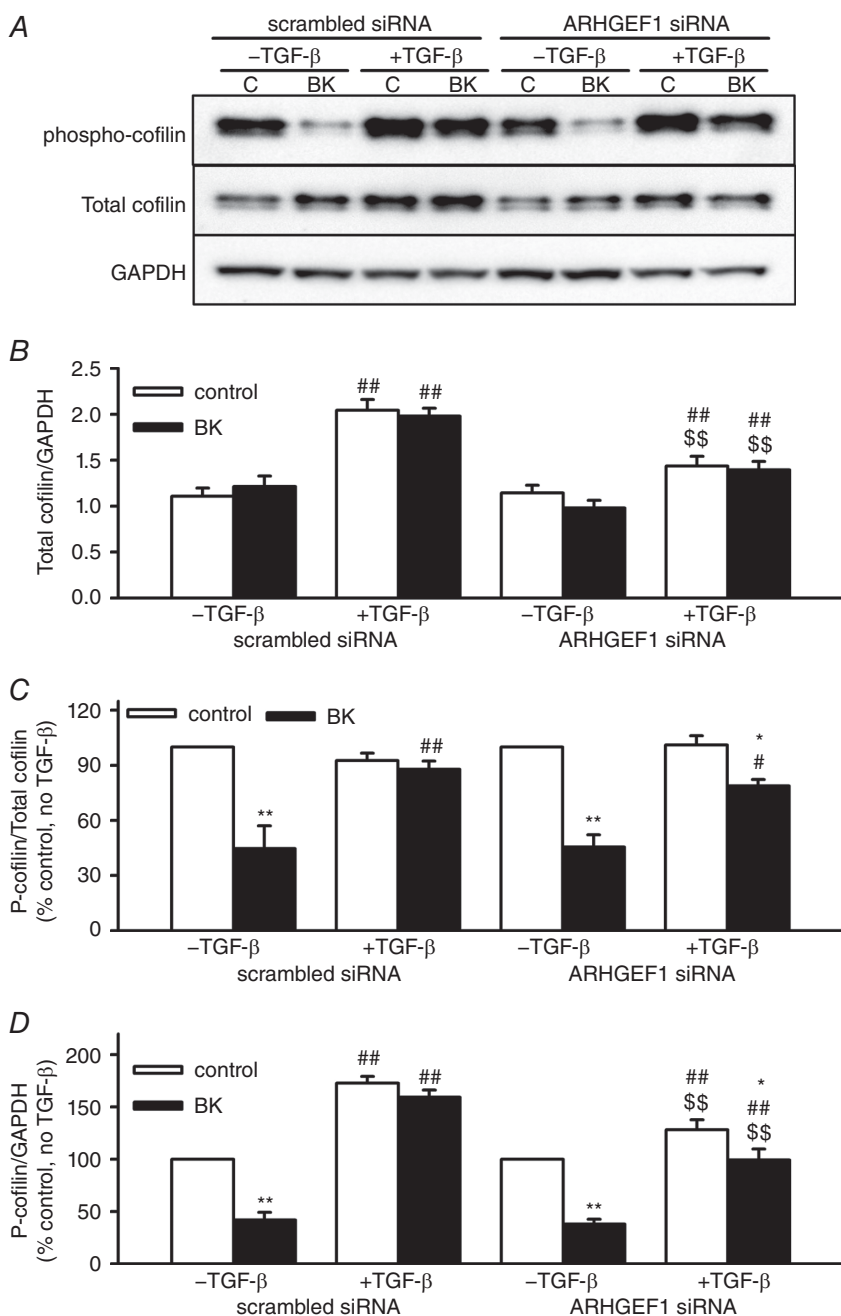 A
scrambled siRNA ARHGEF1 siRNA
–TGF-β +TGF-β –TGF-β +TGF-β
C BK C BK C BK C BK
phospho-cofilin
Total cofilin
GAPDH
B
Total cofilin/GAPDH
2.5
2.0
1.5
1.0
0.5
0.0
control
BK
## ## ## ##
$$ $$
–TGF-β +TGF-β –TGF-β +TGF-β
scrambled siRNA ARHGEF1 siRNA
C
P-cofilin/Total cofilin
(% control, no TGF-β)
120
90
60
30
0
control BK
** ## ** *
#
–TGF-β +TGF-β –TGF-β +TGF-β
scrambled siRNA ARHGEF1 siRNA
D
P-cofilin/GAPDH
(% control, no TGF-β)
200
150
100
50
0
control
BK
** ## ## ** ## *
$$ ##
$$
–TGF-β +TGF-β –TGF-β +TGF-β
scrambled siRNA ARHGEF1 siRNA